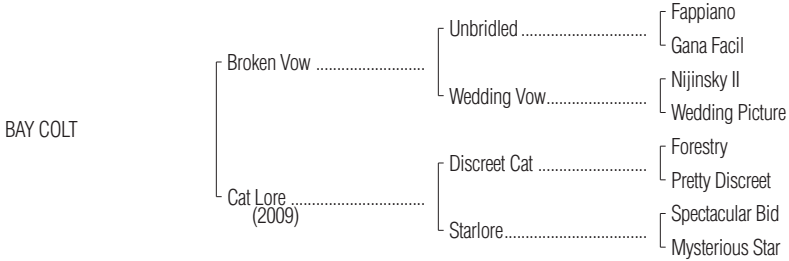 Fappiano
Unbridled
Gana Facil
Broken Vow
Nijinsky II
Wedding Vow
Wedding Picture
BAY COLT
Forestry
Discreet Cat
Pretty Discreet
Cat Lore
(2009)
Spectacular Bid
Starlore
Mysterious Star